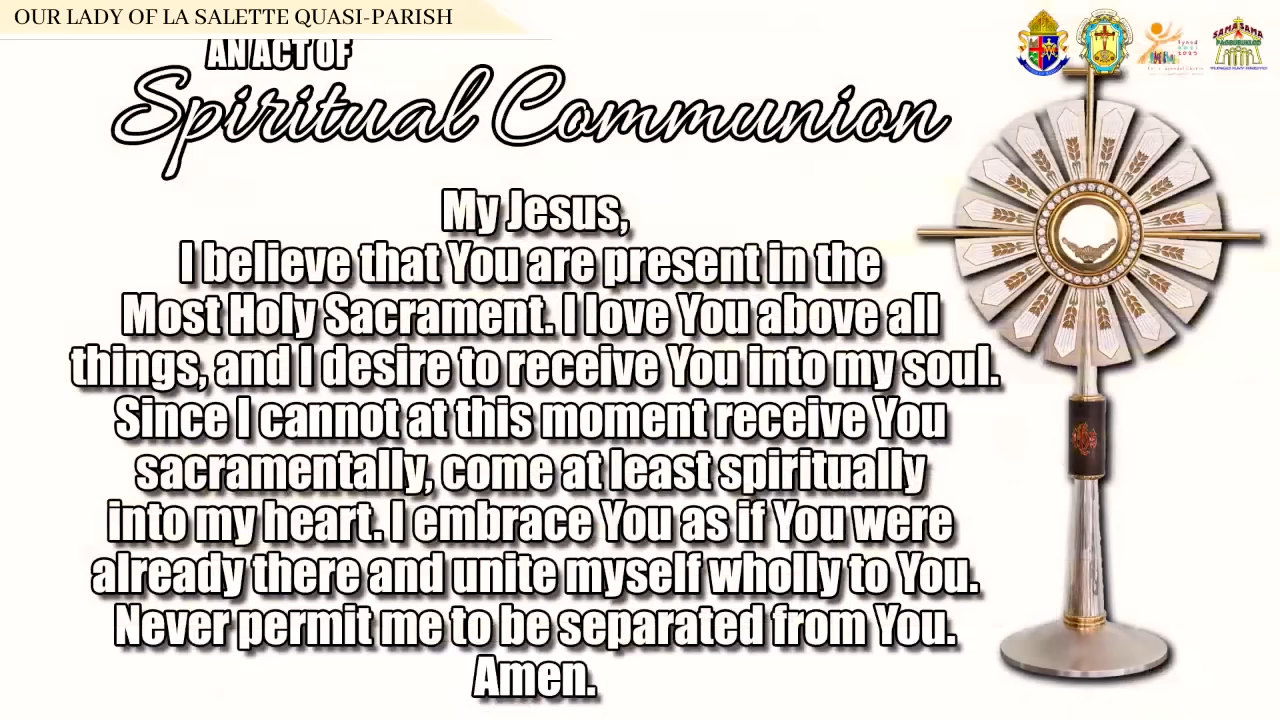 OUR LADY OF LA SALETTE QUASI-PARISH
AN ACT OF
Spiritual Communion
My Jesus,
I believe that You are present in the
Most Holy Sacrament. I love You above all
things, and I desire to receive You into my soul.
Since I cannot at this moment receive You
sacramentally, come at least spiritually
into my heart. I embrace You as if You were
already there and unite myself wholly to You.
Never permit me to be separated from You.
Amen.